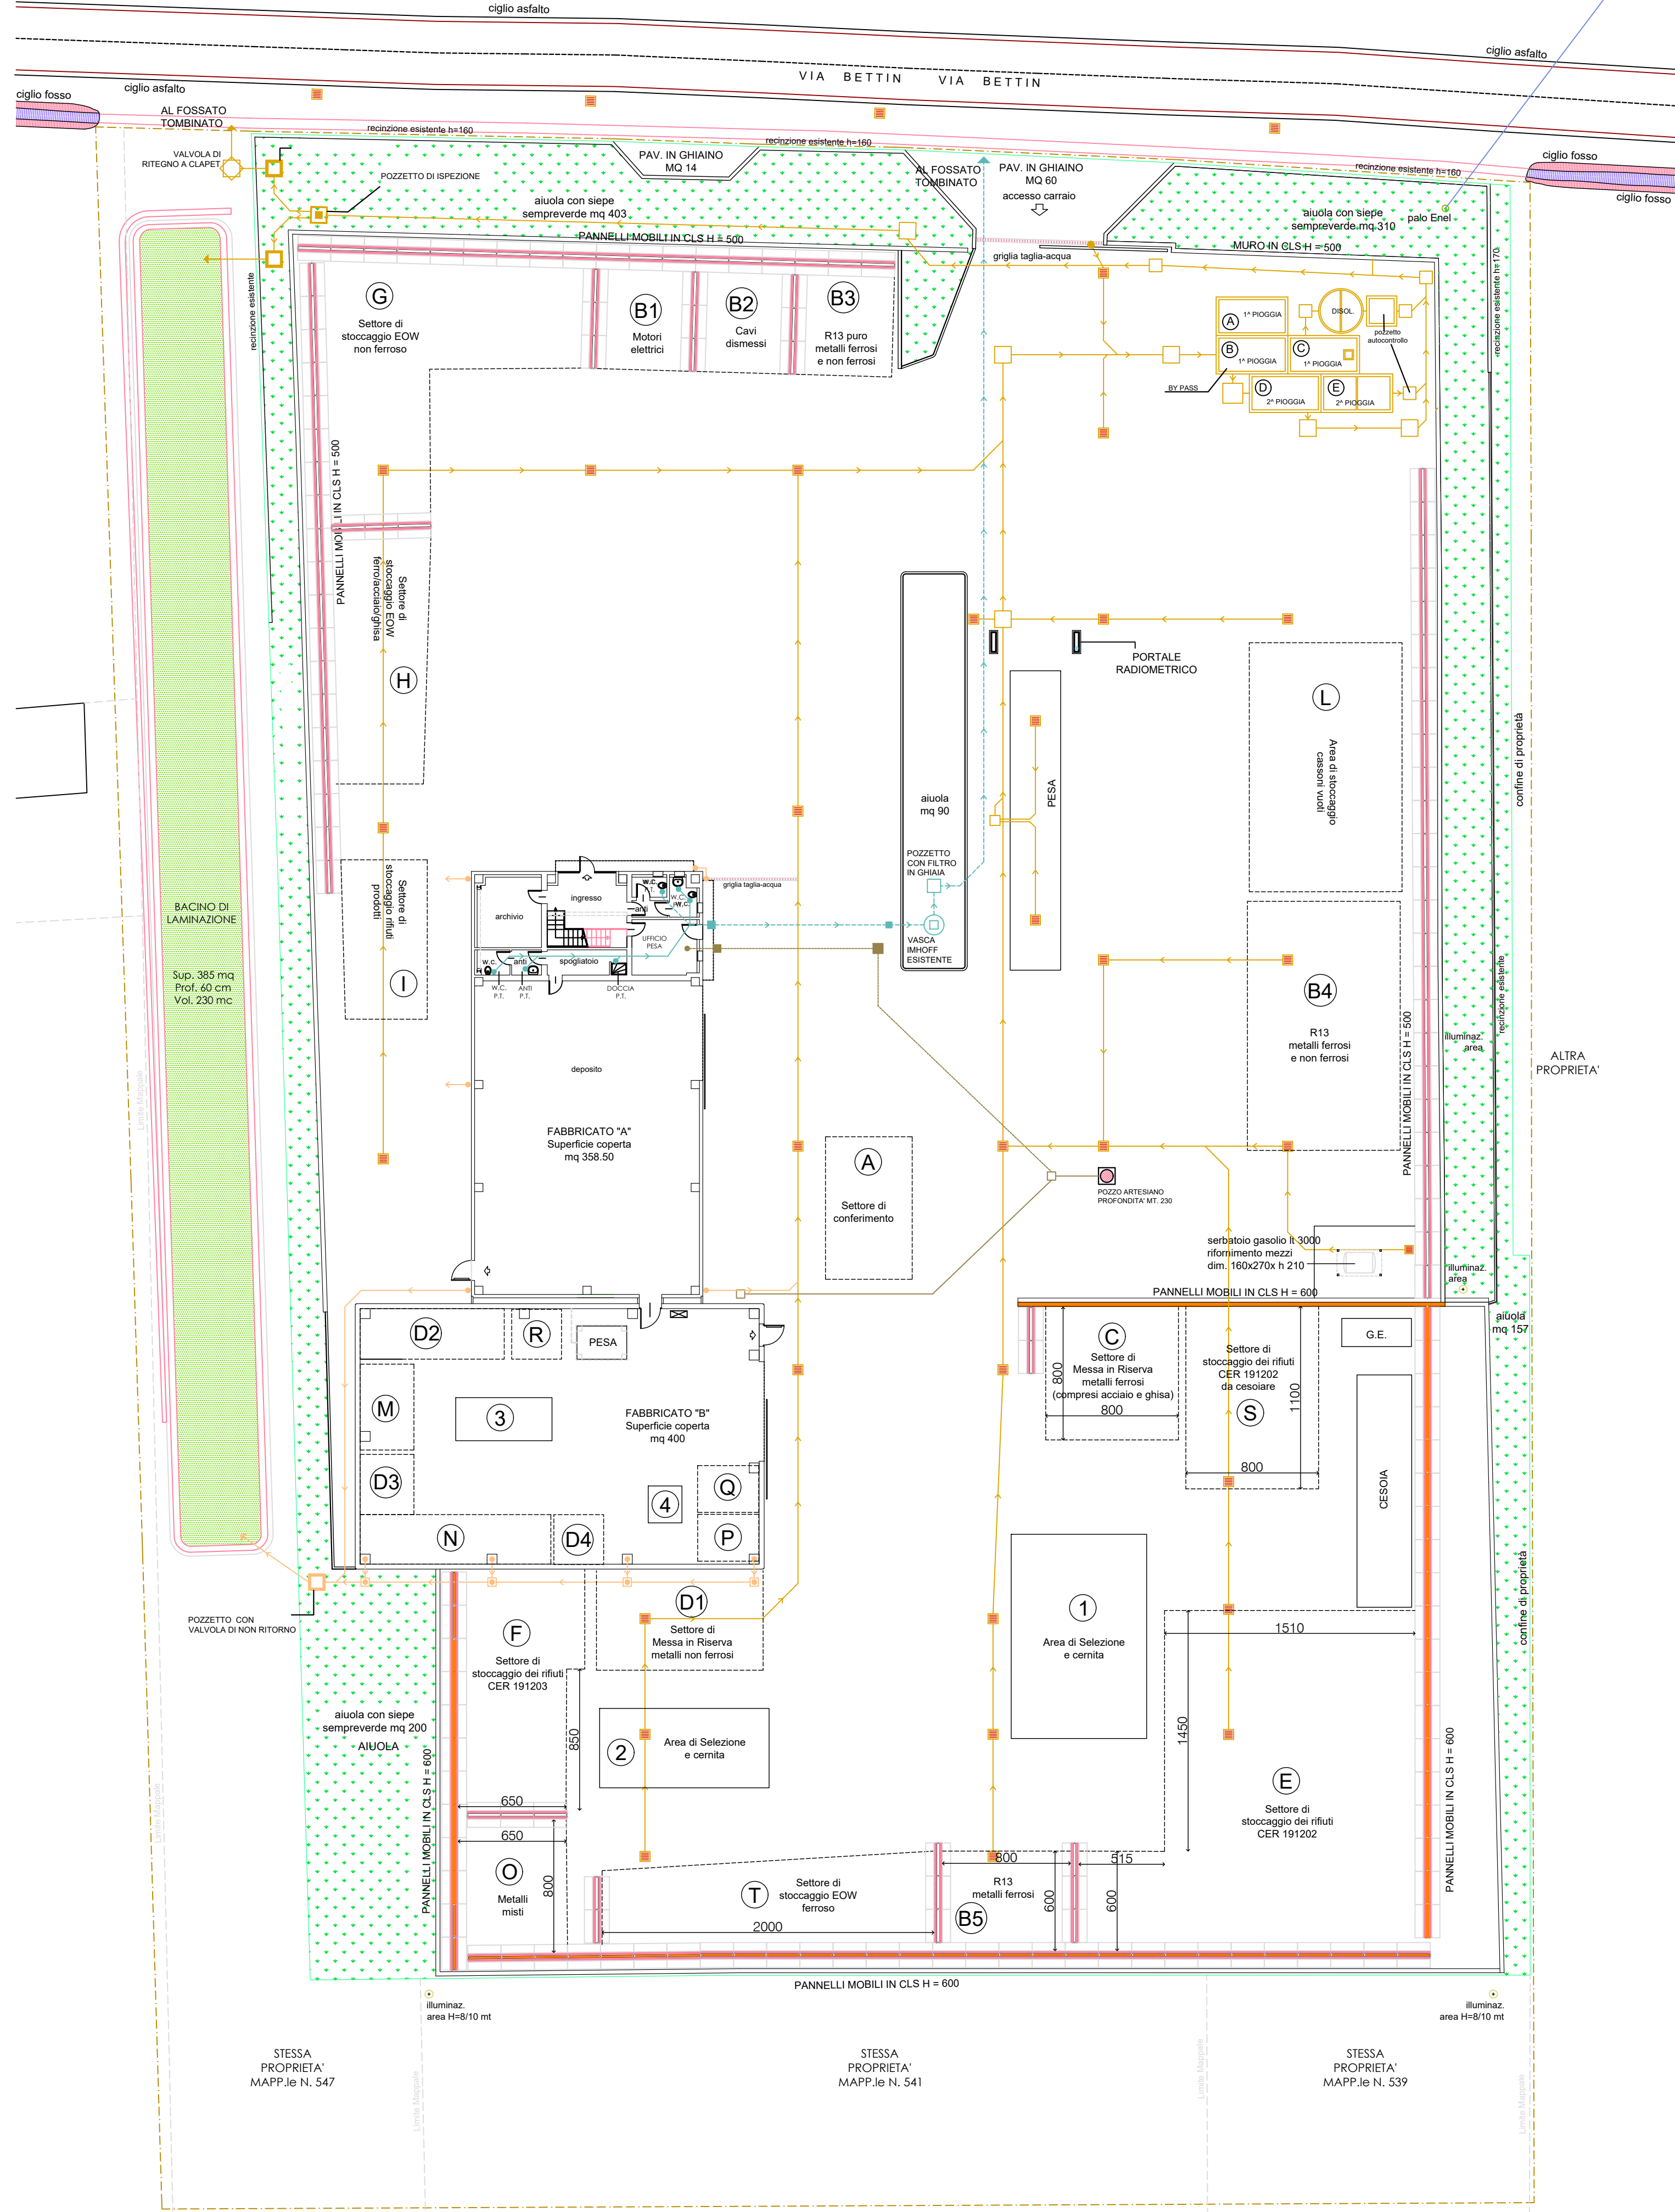 ciglio asfalto
ciglio asfalto
VIA BETTIN VIA BETTIN
ciglio fosso
ciglio asfalto
AL FOSSATO
TOMBINATO
recinzione esistente h=160
recinzione esistente h=160
recinzione esistente h=160
ciglio fosso
ciglio fosso
VALVOLA DI
RITEGNO A CLAPET
POZZETTO DI ISPEZIONE
PAV. IN GHIAINO
MQ 14
AL FOSSATO
TOMBINATO
PAV. IN GHIAINO
MQ 60
accesso carraio
aiuola con siepe
sempreverde mq 403
aiuola con siepe
sempreverde mq 310
palo Enel
PANNELLI MOBILI IN CLS H = 500
MURO IN CLS H = 500
griglia taglia-acqua
recinzione esistente
recinzione esistente h=170
G
Settore di
stoccaggio EOW
non ferroso
B1
Motori
elettrici
B2
Cavi
dismessi
B3
R13 puro
metalli ferrosi
e non ferrosi
A
1^ PIOGGIA
DISOL.
pozzetto
autocontrollo
B
1^ PIOGGIA
C
1^ PIOGGIA
BY PASS
D
2^ PIOGGIA
E
2^ PIOGGIA
PANNELLI MOBILI IN CLS H = 500
Settore di
stoccaggio EOW
ferro/acciaio/ghisa
H
PORTALE
RADIOMETRICO
L
Area di stoccaggio
cassoni vuoti
confine di proprietà
PESA
aiuola
mq 90
POZZETTO
CON FILTRO
IN GHIAIA
VASCA
IMHOFF
ESISTENTE
griglia taglia-acqua
BACINO DI
LAMINAZIONE
Sup. 385 mq
Prof. 60 cm
Vol. 230 mc
Settore di
stoccaggio rifiuti
prodotti
I
archivio
ingresso
anti
W.C.
P.T.
W.C.
W.C.
UFFICIO
PESA
W.C.
anti
spogliatoio
W.C.
P.T.
ANTI
P.T.
DOCCIA
P.T.
deposito
FABBRICATO "A"
Superficie coperta
mq 358.50
B4
R13
metalli ferrosi
e non ferrosi
recinzione esistente
illuminaz.
area
PANNELLI MOBILI IN CLS H = 500
ALTRA
PROPRIETA'
Limite Mappale
A
Settore di
conferimento
POZZO ARTESIANO
PROFONDITA' MT. 230
serbatoio gasolio lt 3000
rifornimento mezzi
dim. 160x270x h 210
illuminaz.
area
PANNELLI MOBILI IN CLS H = 600
aiuola
mq 157
D2
R
PESA
M
3
FABBRICATO "B"
Superficie coperta
mq 400
D3
4
Q
N
D4
P
C
Settore di
Messa in Riserva
metalli ferrosi
(compresi acciaio e ghisa)
800
800
Settore di
stoccaggio dei rifiuti
CER 191202
da cesoiare
S
1100
800
G.E.
CESOIA
confine di proprietà
POZZETTO CON
VALVOLA DI NON RITORNO
F
Settore di
stoccaggio dei rifiuti
CER 191203
D1
Settore di
Messa in Riserva
metalli non ferrosi
1
Area di Selezione
e cernita
1510
1450
aiuola con siepe
sempreverde mq 200
AIUOLA
850
2
Area di Selezione
e cernita
E
Settore di
stoccaggio dei rifiuti
CER 191202
PANNELLI MOBILI IN CLS H = 600
PANNELLI MOBILI IN CLS H = 600
650
650
O
Metalli
misti
800
T
Settore di
stoccaggio EOW
ferroso
2000
800
R13
metalli ferrosi
B5
600
515
600
PANNELLI MOBILI IN CLS H = 600
Limite Mappale
illuminaz.
area H=8/10 mt
illuminaz.
area H=8/10 mt
STESSA
PROPRIETA'
MAPP.le N. 547
STESSA
PROPRIETA'
MAPP.le N. 541
STESSA
PROPRIETA'
MAPP.le N. 539
Limite Mappale
Limite Mappale
Limite Mappale